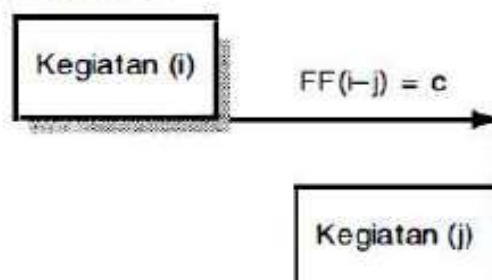 Kegiatan (i)
FF(i–j) = c
Kegiatan (j)